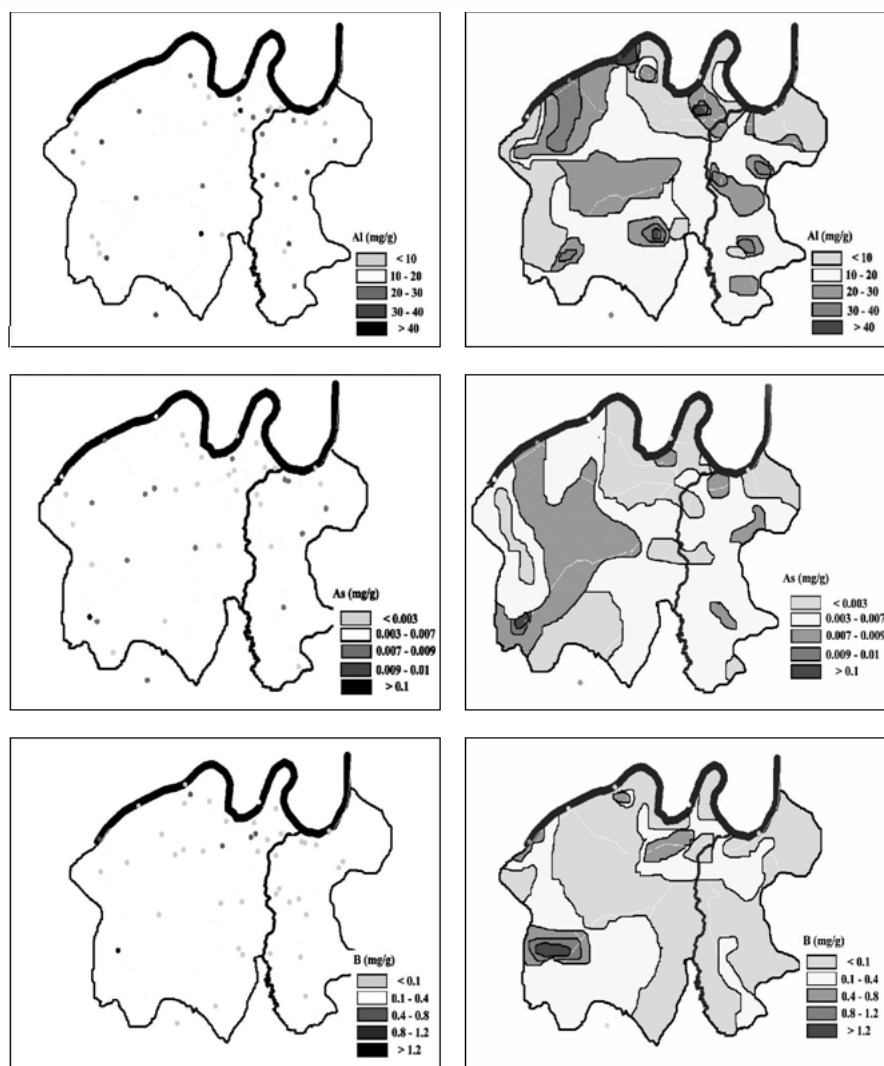 Al (mg/g)
< 10
10 - 20
20 - 30
30 - 40
> 40
Al (mg/g)
< 10
10 - 20
20 - 30
30 - 40
> 40
As (mg/g)
< 0.003
0.003 - 0.007
0.007 - 0.009
0.009 - 0.01
> 0.1
As (mg/g)
< 0.003
0.003 - 0.007
0.007 - 0.009
0.009 - 0.01
> 0.1
B (mg/g)
< 0.1
0.1 - 0.4
0.4 - 0.8
0.8 - 1.2
> 1.2
B (mg/g)
< 0.1
0.1 - 0.4
0.4 - 0.8
0.8 - 1.2
> 1.2